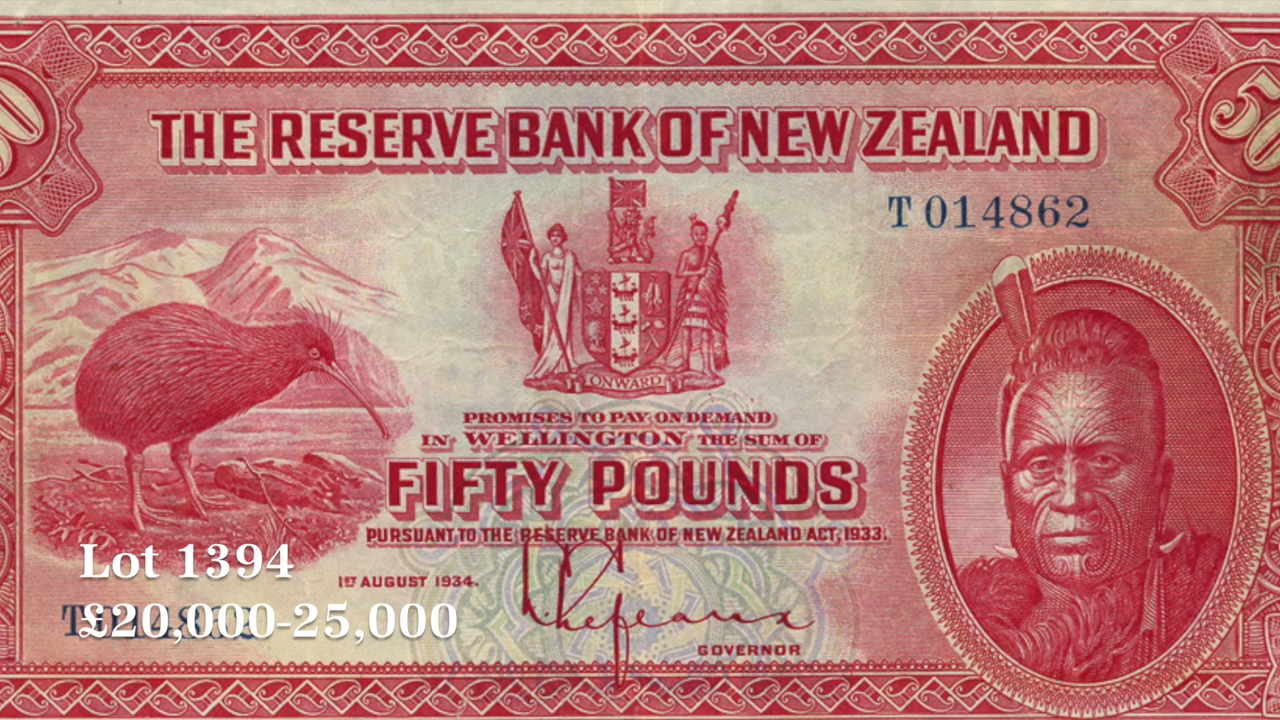 THE RESERVE BANK OF NEW ZEALAND
50
T 014862
ONWARD
PROMISES TO PAY ON DEMAND
IN WELLINGTON THE SUM OF
FIFTY POUNDS
PURSUANT TO THE RESERVE BANK OF NEW ZEALAND ACT, 1933.
1ST AUGUST 1934.
GOVERNOR
Lot 1394
£20,000-25,000